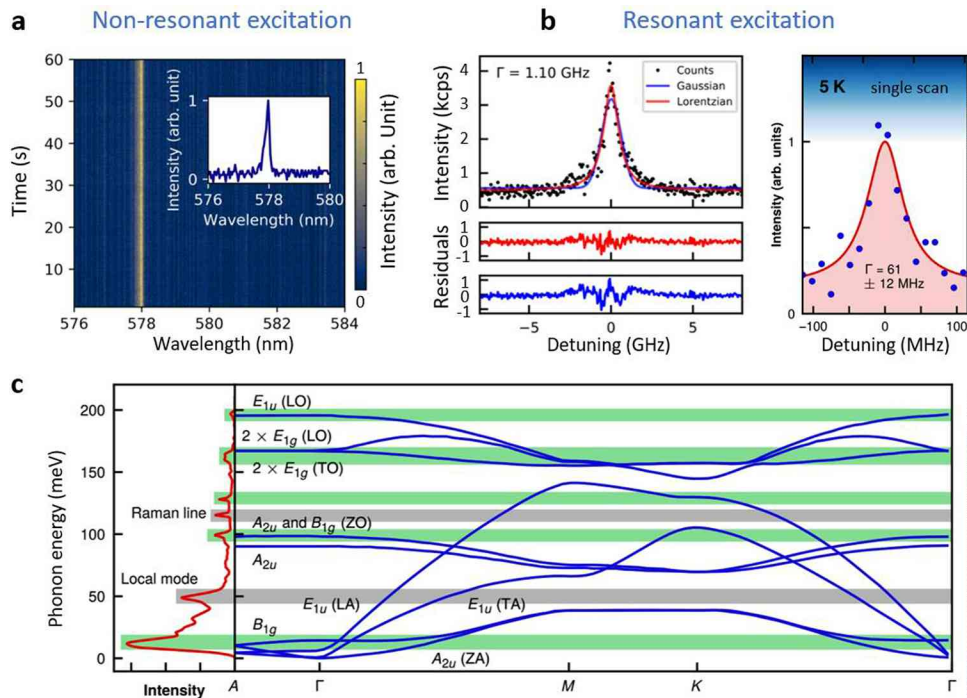 a
Non-resonant excitation
b
Resonant excitation
60
50
40
30
20
10
Time (s)
576
578
580
582
584
Wavelength (nm)
Intensity (arb. unit)
1
0
576
578
580
Wavelength (nm)
1
0
Intensity (arb. Unit)
Γ = 1.10 GHz
Counts
Gaussian
Lorentzian
4
3
2
1
0
Intensity (kcps)
1
0
-1
1
0
-1
Residuals
-5
0
5
Detuning (GHz)
5 K
single scan
Intensity (arb. units)
1
0
Γ = 61
± 12 MHz
-100
0
100
Detuning (MHz)
c
Phonon energy (meV)
200
150
100
50
0
E1u (LO)
2 × E1g (LO)
2 × E1g (TO)
Raman line
A2u and B1g (ZO)
A2u
Local mode
E1u (LA)
E1u (TA)
B1g
A2u (ZA)
Intensity
A
Γ
M
K
Γ